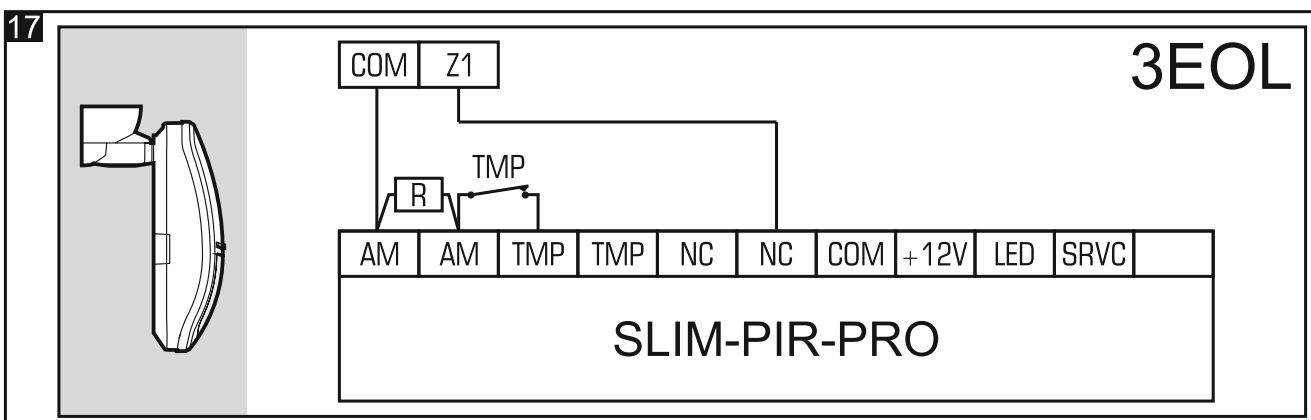 17
3EOL
COM Z1
TMP
R
AM AM TMP TMP NC NC COM +12V LED SRVC
SLIM-PIR-PRO